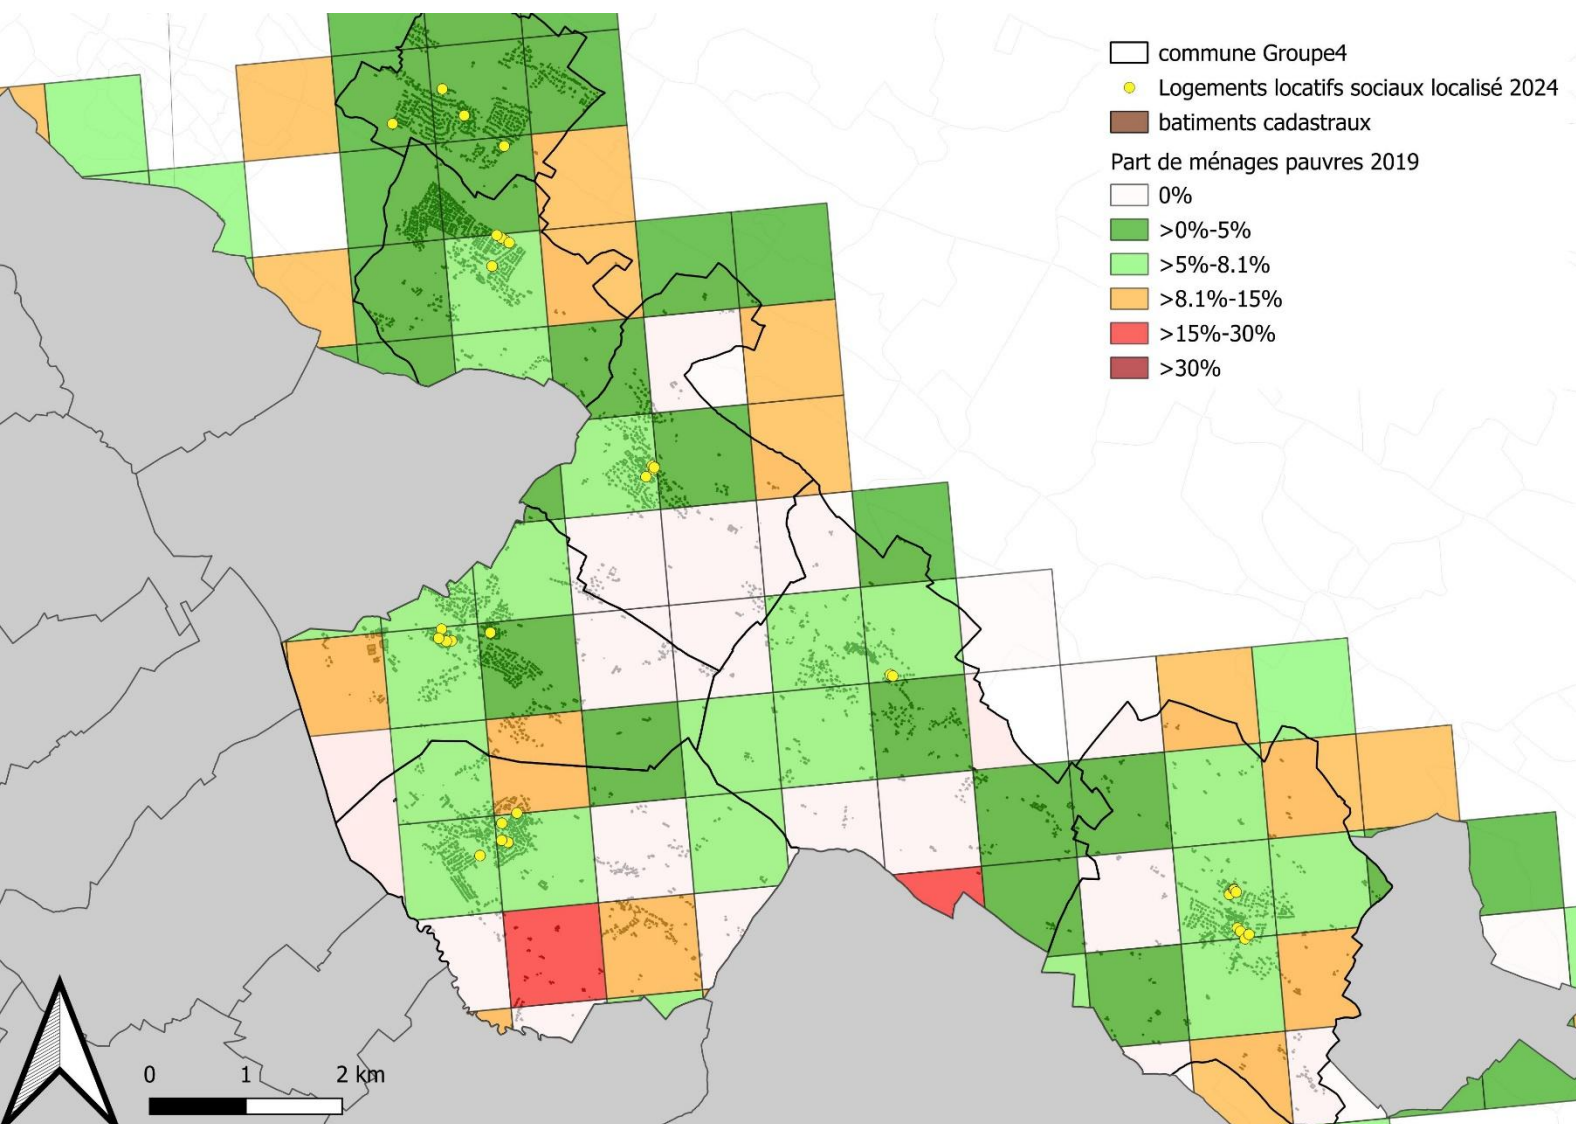 commune Groupe4
Logements locatifs sociaux localisé 2024
batiments cadastraux
Part de ménages pauvres 2019
0%
>0%-5%
>5%-8.1%
>8.1%-15%
>15%-30%
>30%
0 1 2 km